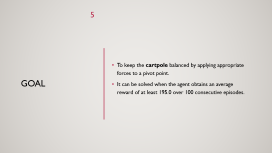 5
GOAL
• To keep the cartpole balanced by applying appropriate
forces to a pivot point.
• It can be solved when the agent obtains an average
reward of at least 195.0 over 100 consecutive episodes.